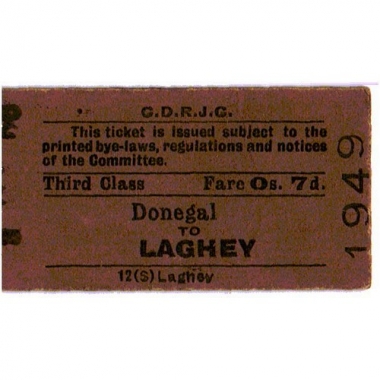 C.D.R.J.C.
This ticket is issued subject to the
printed bye-laws, regulations and notices
of the Committee.
Third Class Fare 0s. 7d.
Donegal
TO
LAGHEY
12(S) Laghey
1949